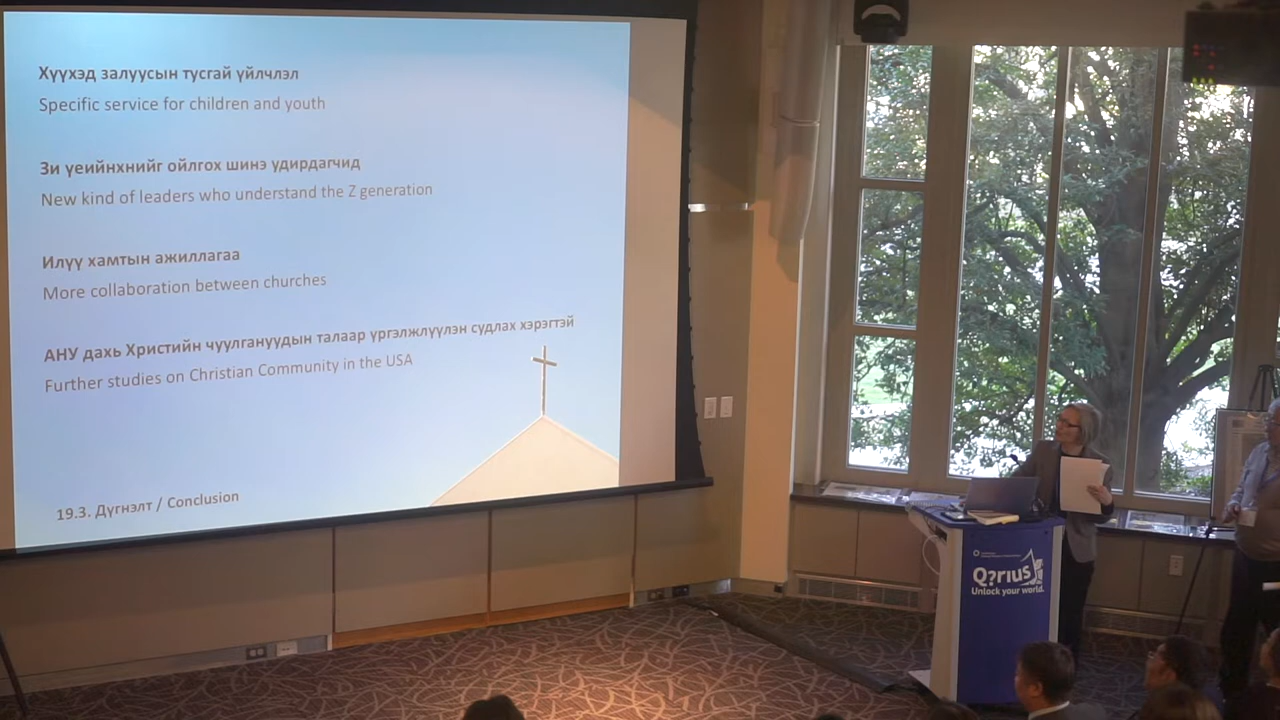 Хүүхэд залуусын тусгай үйлчлэл
Specific service for children and youth
Зи үеийнхнийг ойлгох шинэ удирдагчид
New kind of leaders who understand the Z generation
Илүү хамтын ажиллагаа
More collaboration between churches
АНУ дахь Христийн чуулгануудын талаар үргэлжлүүлэн судлах хэрэгтэй
Further studies on Christian Community in the USA
19.3. Дүгнэлт / Conclusion
Q?rius
Unlock your world.